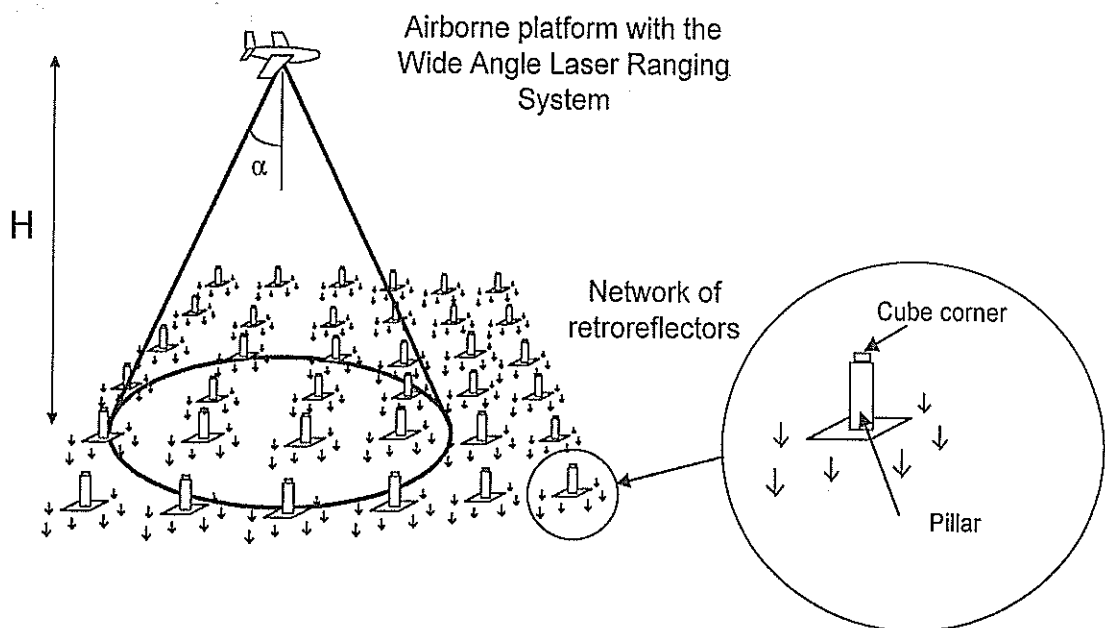 Airborne platform with the
Wide Angle Laser Ranging
System
α
H
Network of
retroreflectors
Cube corner
Pillar